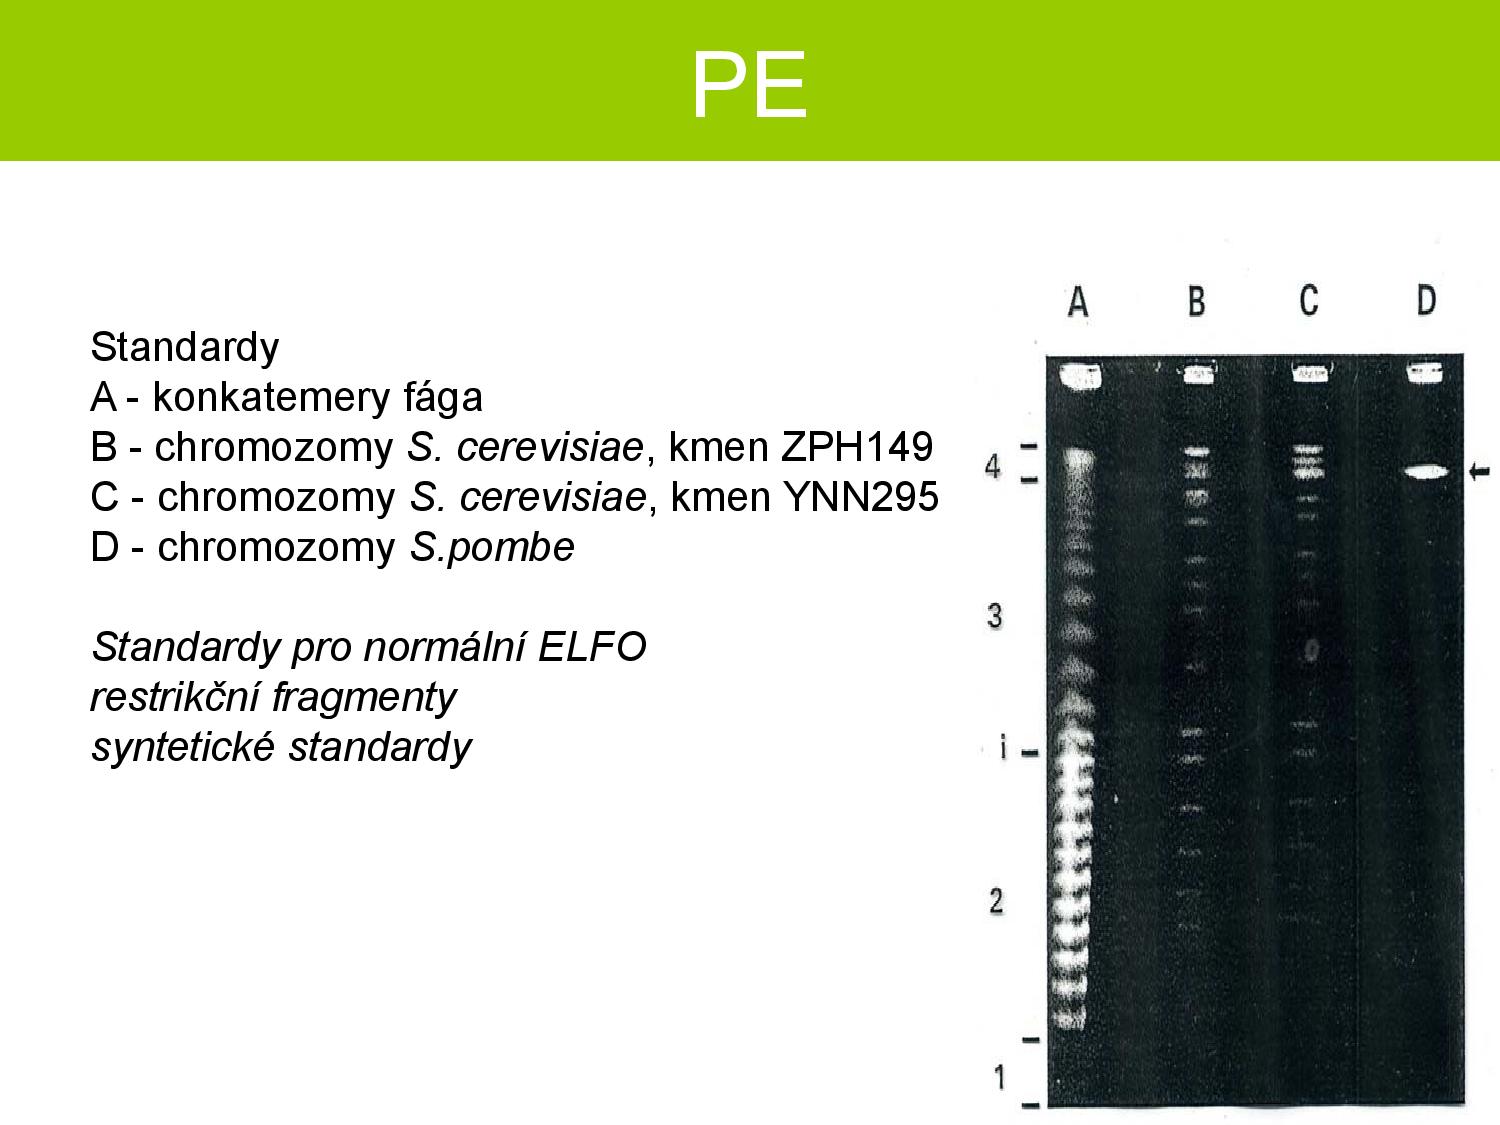 PE
Standardy
A - konkatemery fága
B - chromozomy S. cerevisiae, kmen ZPH149
C - chromozomy S. cerevisiae, kmen YNN295
D - chromozomy S.pombe
Standardy pro normální ELFO
restrikční fragmenty
syntetické standardy
A B C D
4
3
i
2
1